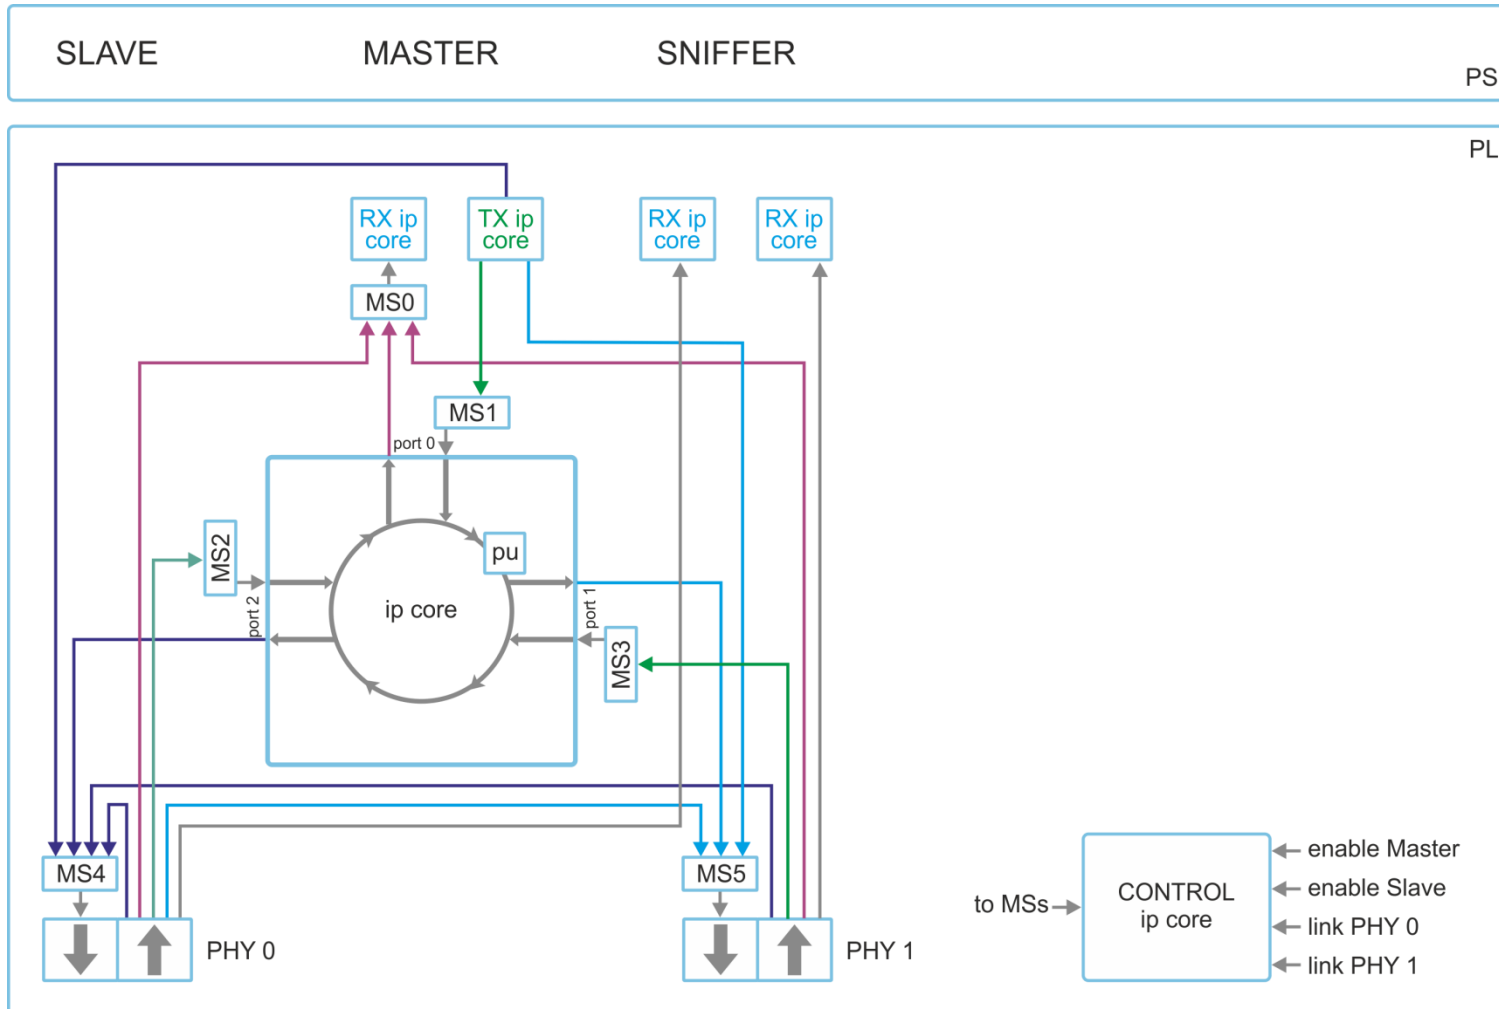 SLAVE MASTER SNIFFER
PS
PL
RX ip
core
TX ip
core
RX ip
core
RX ip
core
MS0
MS1
port 0
MS2
pu
port 2
ip core
port 1
MS3
MS4
MS5
PHY 0
PHY 1
to MSs
CONTROL
ip core
enable Master
enable Slave
link PHY 0
link PHY 1